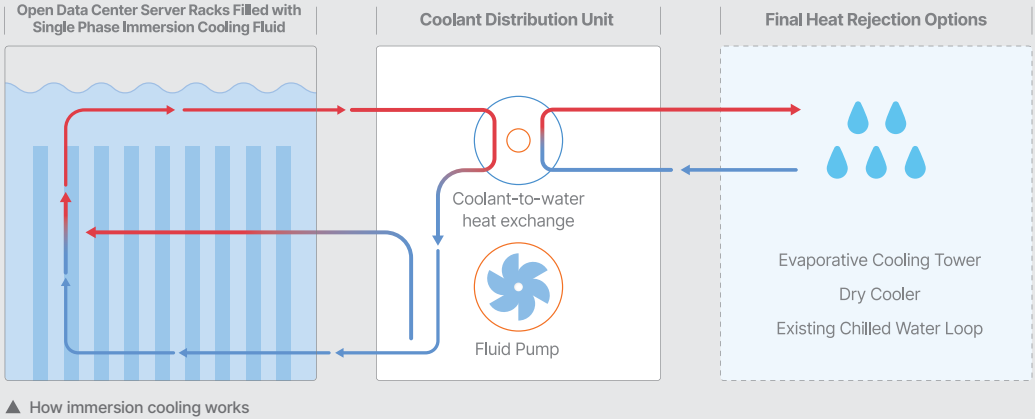 Open Data Center Server Racks Filled with
Single Phase Immersion Cooling Fluid
Coolant Distribution Unit
Final Heat Rejection Options
Coolant-to-water
heat exchange
Fluid Pump
Evaporative Cooling Tower
Dry Cooler
Existing Chilled Water Loop
▲ How immersion cooling works